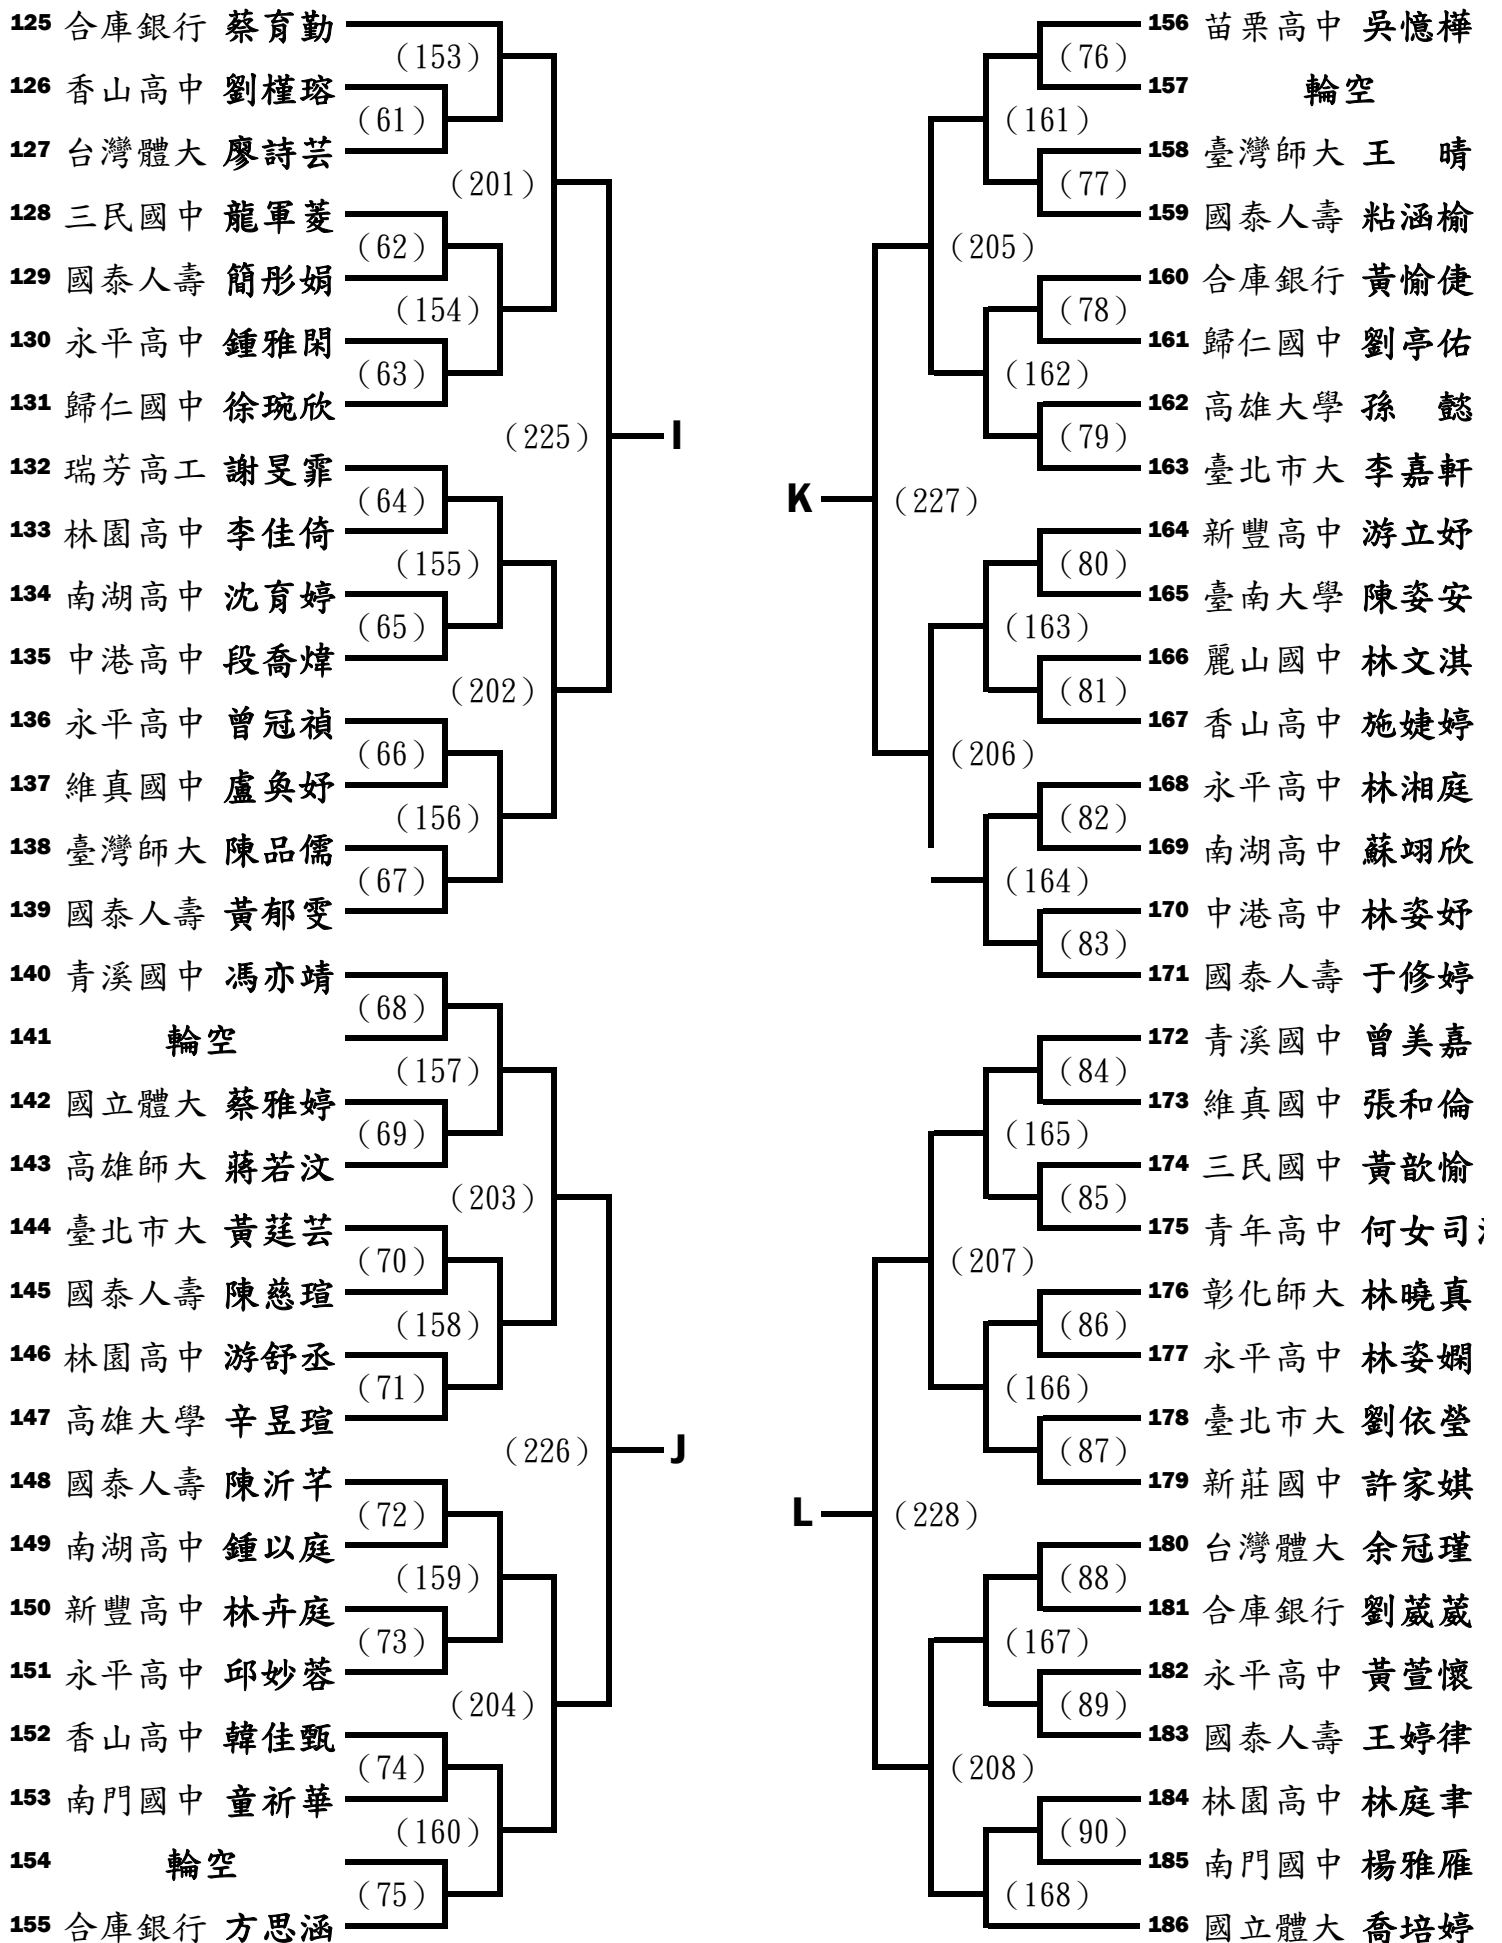 125 合庫銀行 蔡育勤
(153)
126 香山高中 劉槿瑢
(61)
127 台灣體大 廖詩芸
(201)
128 三民國中 龍軍菱
(62)
129 國泰人壽 簡彤娟
(154)
130 永平高中 鍾雅閑
(63)
131 歸仁國中 徐琬欣
(225) I
132 瑞芳高工 謝旻霏
(64)
133 林園高中 李佳倚
(155)
134 南湖高中 沈育婷
(65)
135 中港高中 段喬煒
(202)
136 永平高中 曾冠禎
(66)
137 維真國中 盧奐妤
(156)
138 臺灣師大 陳品儒
(67)
139 國泰人壽 黃郁雯
140 青溪國中 馮亦靖
(68)
141 輪空
(157)
142 國立體大 蔡雅婷
(69)
143 高雄師大 蔣若汶
(203)
144 臺北市大 黃莛芸
(70)
145 國泰人壽 陳慈瑄
(158)
146 林園高中 游舒丞
(71)
147 高雄大學 辛昱瑄
(226) J
148 國泰人壽 陳沂芊
(72)
149 南湖高中 鍾以庭
(159)
150 新豐高中 林卉庭
(73)
151 永平高中 邱妙蓉
(204)
152 香山高中 韓佳甄
(74)
153 南門國中 童祈華
(160)
154 輪空
(75)
155 合庫銀行 方思涵
156 苗栗高中 吳憶樺
(76)
157 輪空
(161)
158 臺灣師大 王 晴
(77)
159 國泰人壽 粘涵榆
(205)
160 合庫銀行 黃愉偼
(78)
161 歸仁國中 劉亭佑
(162)
162 高雄大學 孫 懿
(79)
163 臺北市大 李嘉軒
K (227)
164 新豐高中 游立妤
(80)
165 臺南大學 陳姿安
(163)
166 麗山國中 林文淇
(81)
167 香山高中 施婕婷
(206)
168 永平高中 林湘庭
(82)
169 南湖高中 蘇翊欣
(164)
170 中港高中 林姿妤
(83)
171 國泰人壽 于修婷
172 青溪國中 曾美嘉
(84)
173 維真國中 張和倫
(165)
174 三民國中 黃歆愉
(85)
175 青年高中 何女司
(207)
176 彰化師大 林曉真
(86)
177 永平高中 林姿嫻
(166)
178 臺北市大 劉依瑩
(87)
179 新莊國中 許家娸
L (228)
180 台灣體大 余冠瑾
(88)
181 合庫銀行 劉葳葳
(167)
182 永平高中 黃萱懷
(89)
183 國泰人壽 王婷律
(208)
184 林園高中 林庭聿
(90)
185 南門國中 楊雅雁
(168)
186 國立體大 喬培婷